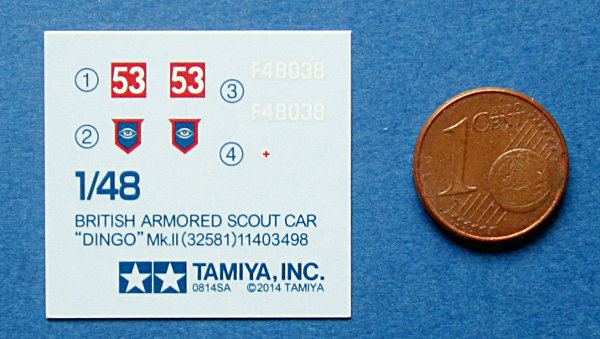 1 53 53 3 F48038
F48038
2 4
1/48
BRITISH ARMORED SCOUT CAR
"DINGO" Mk.II(32581)11403498
TAMIYA, INC.
0814SA ©2014 TAMIYA
1 EURO CENT